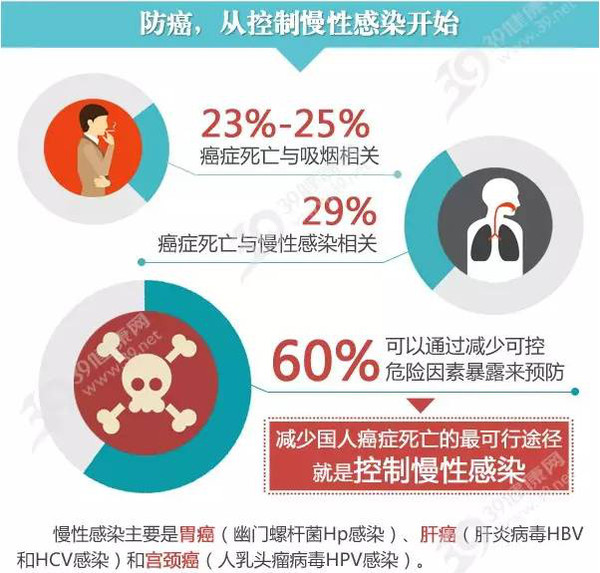 防癌，从控制慢性感染开始
23%-25%
癌症死亡与吸烟相关
29%
癌症死亡与慢性感染相关
60%
可以通过减少可控
危险因素暴露来预防
减少国人癌症死亡的最可行途径
就是控制慢性感染
慢性感染主要是胃癌（幽门螺杆菌Hp感染）、肝癌（肝炎病毒HBV
和HCV感染）和宫颈癌（人乳头瘤病毒HPV感染）。
39健康网
www.39.net